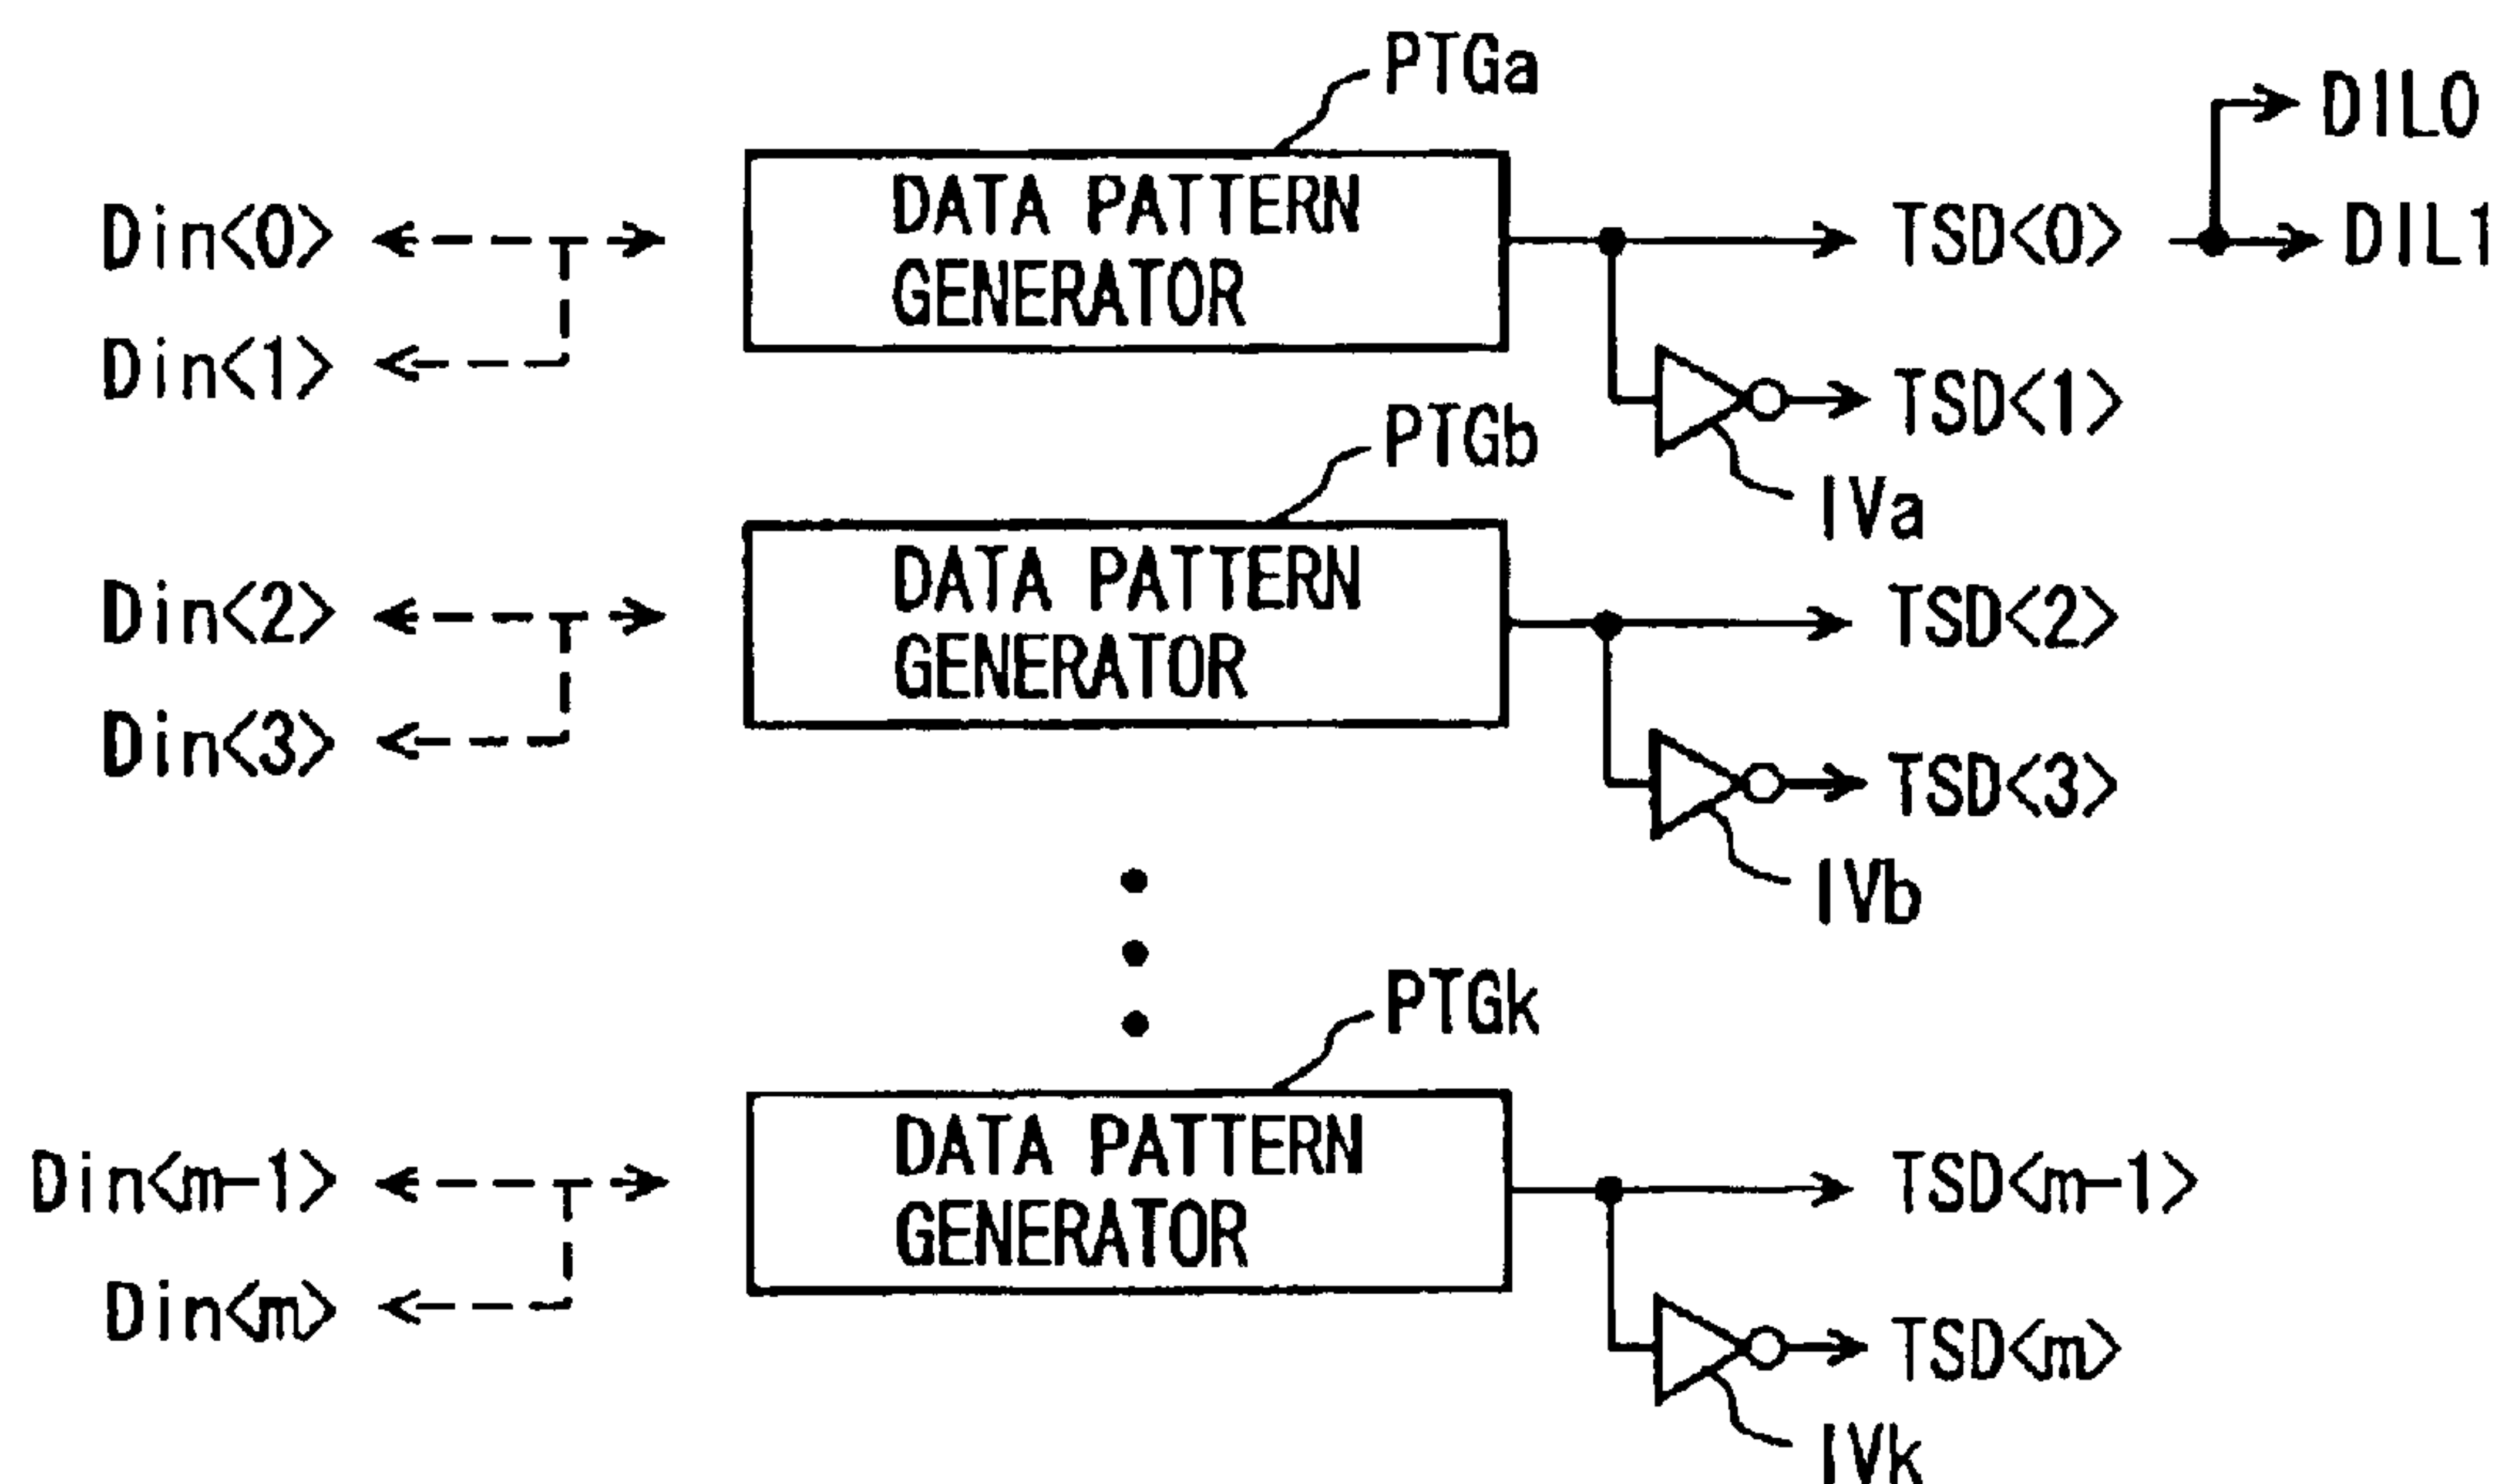 PTGa
DIL0
Din<0>
DATA PATTERN
GENERATOR
TSD<0>
DIL1
Din<1>
TSD<1>
IVa
PTGb
Din<2>
DATA PATTERN
GENERATOR
TSD<2>
Din<3>
TSD<3>
IVb
PTGk
Din<m-1>
DATA PATTERN
GENERATOR
TSD<m-1>
Din<m>
TSD<m>
IVk